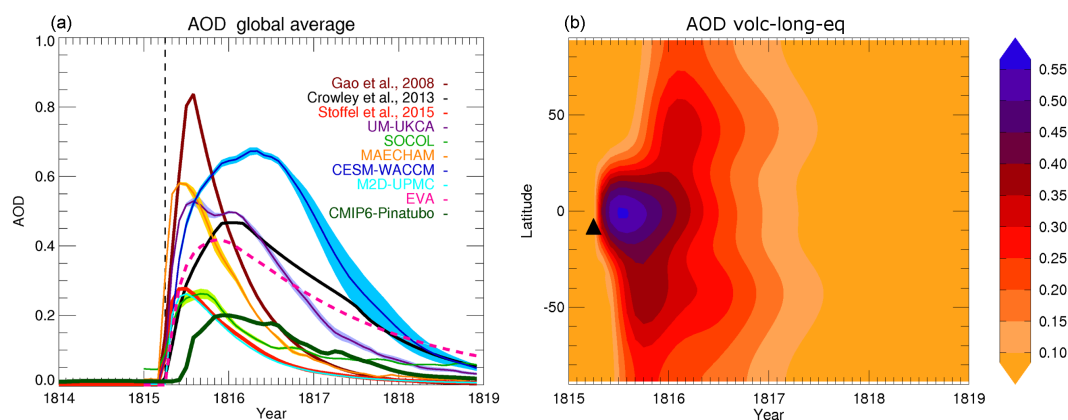 (a)
AOD global average
1.0
0.8
0.6
0.4
0.2
0.0
AOD
Gao et al., 2008 -
Crowley et al., 2013 -
Stoffel et al., 2015 -
UM-UKCA -
SOCOL -
MAECHAM -
CESM-WACCM -
M2D-UPMC -
EVA -
CMIP6-Pinatubo -
1814 1815 1816 1817 1818 1819
Year
(b)
AOD volc-long-eq
50
0
-50
Latitude
1815 1816 1817 1818 1819
Year
0.55
0.50
0.45
0.40
0.35
0.30
0.25
0.20
0.15
0.10